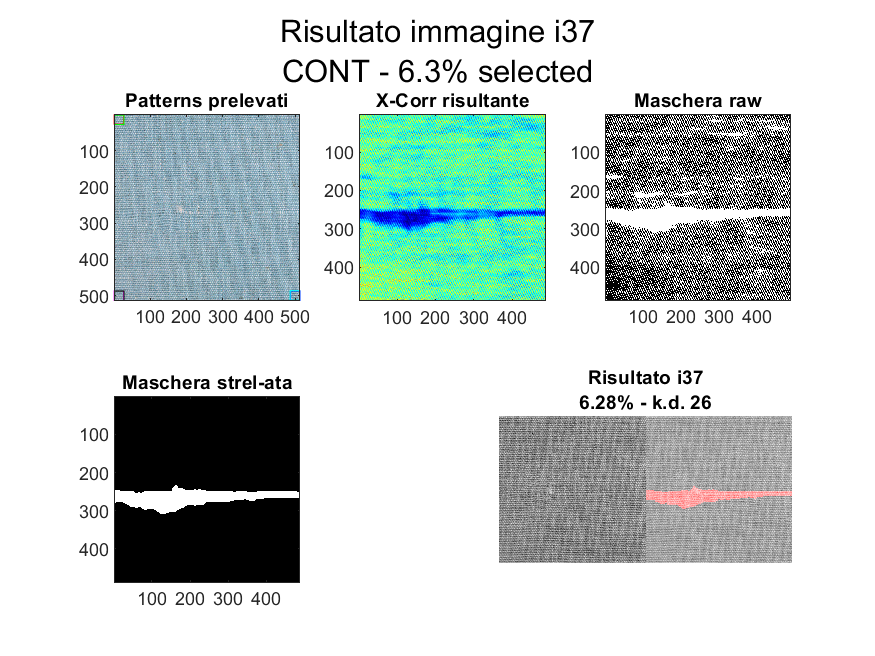 Risultato immagine i37
CONT - 6.3% selected
Patterns prelevati
100
200
300
400
500
100 200 300 400 500
X-Corr risultante
100
200
300
400
100 200 300 400
Maschera raw
100
200
300
400
100 200 300 400
Maschera strel-ata
100
200
300
400
100 200 300 400
Risultato i37
6.28% - k.d. 26